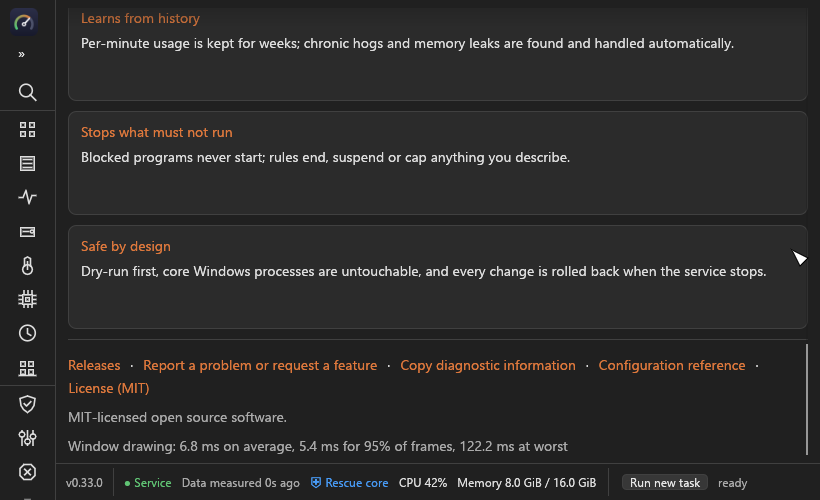 Learns from history
Per-minute usage is kept for weeks; chronic hogs and memory leaks are found and handled automatically.
Stops what must not run
Blocked programs never start; rules end, suspend or cap anything you describe.
Safe by design
Dry-run first, core Windows processes are untouchable, and every change is rolled back when the service stops.
Releases · Report a problem or request a feature · Copy diagnostic information · Configuration reference ·
License (MIT)
MIT-licensed open source software.
Window drawing: 6.8 ms on average, 5.4 ms for 95% of frames, 122.2 ms at worst
v0.33.0 Service Data measured 0s ago Rescue core CPU 42% Memory 8.0 GiB / 16.0 GiB Run new task ready